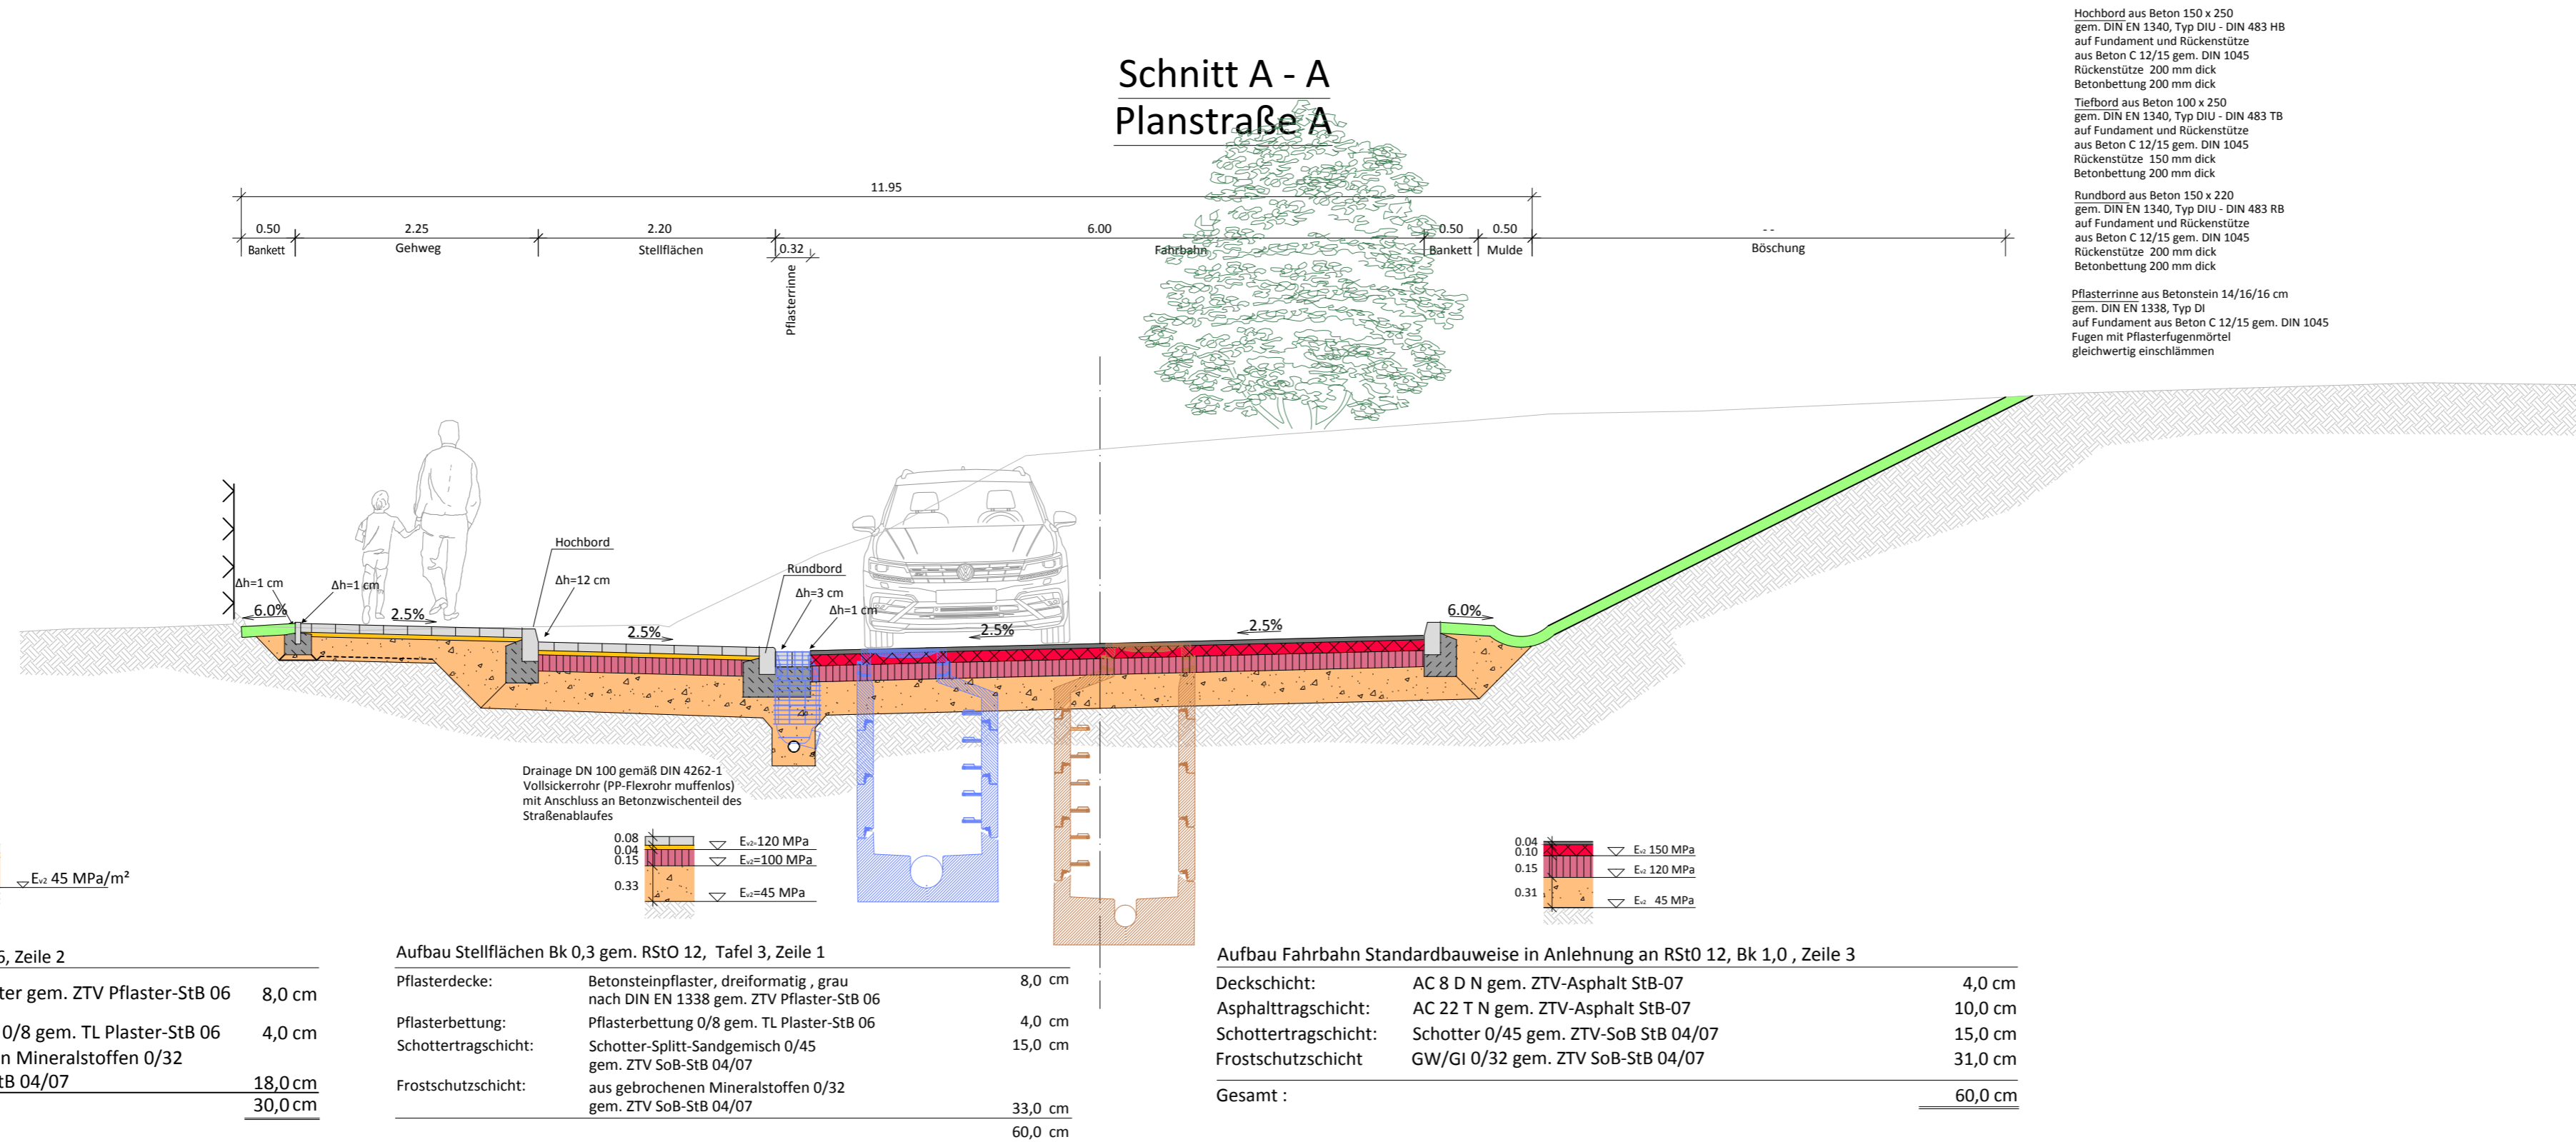 Schnitt A - A
Planstraße A
Hochbord aus Beton 150 x 250
gem. DIN EN 1340, Typ DIU - DIN 483 HB
auf Fundament und Rückenstütze
aus Beton C 12/15 gem. DIN 1045
Rückenstütze 200 mm dick
Betonbettung 200 mm dick
Tiefbord aus Beton 100 x 250
gem. DIN EN 1340, Typ DIU - DIN 483 TB
auf Fundament und Rückenstütze
aus Beton C 12/15 gem. DIN 1045
Rückenstütze 150 mm dick
Betonbettung 200 mm dick
Rundbord aus Beton 150 x 220
gem. DIN EN 1340, Typ DIU - DIN 483 RB
auf Fundament und Rückenstütze
aus Beton C 12/15 gem. DIN 1045
Rückenstütze 200 mm dick
Betonbettung 200 mm dick
Pflasterrinne aus Betonstein 14/16/16 cm
gem. DIN EN 1338, Typ DI
auf Fundament aus Beton C 12/15 gem. DIN 1045
Fugen mit Pflasterfugenmörtel
gleichwertig einschlämmen
11.95
0.50 2.25 2.20 6.00 0.50 0.50 - -
Bankett Gehweg Stellflächen 0.32 Fahrbahn Bankett Mulde Böschung
Pflasterrinne
Hochbord
Rundbord
Δh=1 cm Δh=1 cm Δh=12 cm Δh=3 cm
Δh=1 cm
6.0% 2.5% 2.5% 2.5% 2.5% 6.0%
Drainage DN 100 gemäß DIN 4262-1
Vollsickerrohr (PP-Flexrohr muffenlos)
mit Anschluss an Betonzwischenteil des
Straßenablaufes
Ev2 45 MPa/m²
0.08 Ev2=120 MPa
0.04
0.15 Ev2=100 MPa
0.33 Ev2=45 MPa
0.04
0.10 Ev2 150 MPa
0.15 Ev2 120 MPa
0.31 Ev2 45 MPa
6, Zeile 2
ter gem. ZTV Pflaster-StB 06 8,0 cm
0/8 gem. TL Plaster-StB 06 4,0 cm
n Mineralstoffen 0/32
tB 04/07 18,0 cm
30,0 cm
Aufbau Stellflächen Bk 0,3 gem. RStO 12, Tafel 3, Zeile 1
Pflasterdecke: Betonsteinpflaster, dreiformatig , grau 8,0 cm
nach DIN EN 1338 gem. ZTV Pflaster-StB 06
Pflasterbettung: Pflasterbettung 0/8 gem. TL Plaster-StB 06 4,0 cm
Schottertragschicht: Schotter-Splitt-Sandgemisch 0/45 15,0 cm
gem. ZTV SoB-StB 04/07
Frostschutzschicht: aus gebrochenen Mineralstoffen 0/32
gem. ZTV SoB-StB 04/07 33,0 cm
60,0 cm
Aufbau Fahrbahn Standardbauweise in Anlehnung an RSt0 12, Bk 1,0 , Zeile 3
Deckschicht: AC 8 D N gem. ZTV-Asphalt StB-07 4,0 cm
Asphalttragschicht: AC 22 T N gem. ZTV-Asphalt StB-07 10,0 cm
Schottertragschicht: Schotter 0/45 gem. ZTV-SoB StB 04/07 15,0 cm
Frostschutzschicht GW/GI 0/32 gem. ZTV SoB-StB 04/07 31,0 cm
Gesamt : 60,0 cm